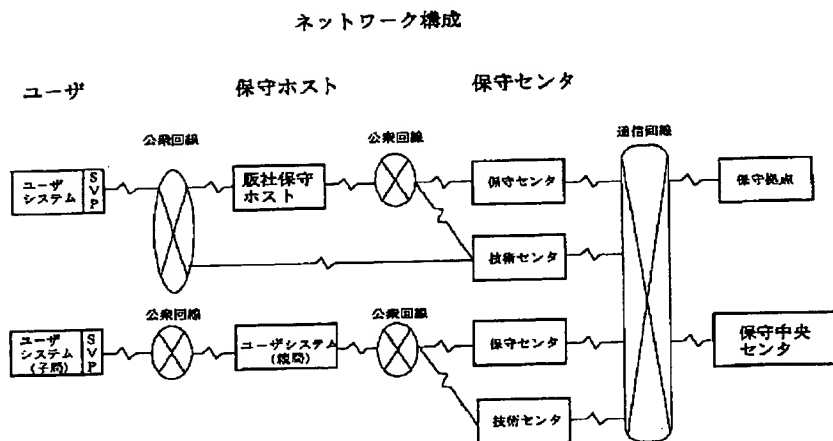 ネットワーク構成
ユーザ
保守ホスト
保守センタ
公衆回線
公衆回線
通信回線
ユーザ
システム
SVP
販社保守
ホスト
保守センタ
保守拠点
技術センタ
公衆回線
公衆回線
ユーザ
システム
(子局)
SVP
ユーザシステム
(親局)
保守センタ
保守中央
センタ
技術センタ